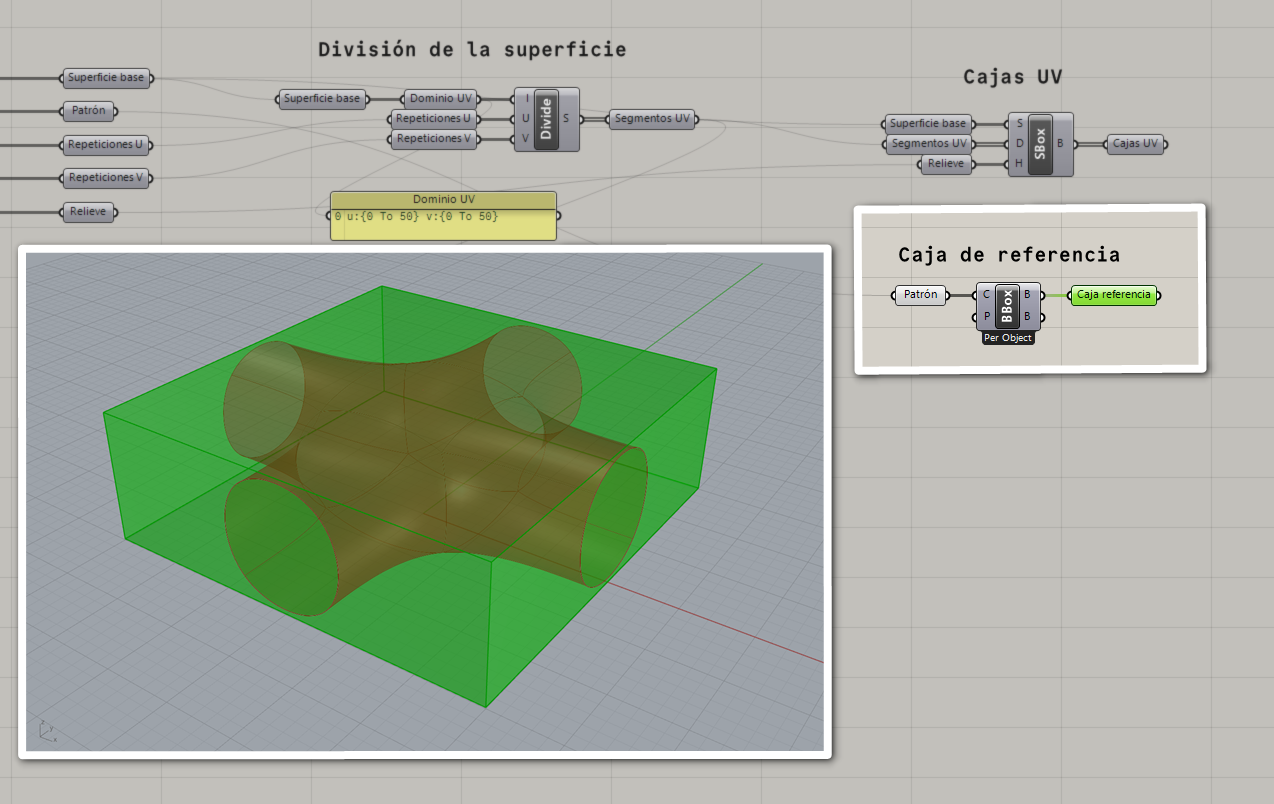 División de la superficie
Superficie base
Patrón
Repeticiones U
Repeticiones V
Relieve
Superficie base
Dominio UV
Repeticiones U
Repeticiones V
I
U
V
Divide
S
Segmentos UV
Dominio UV
0 u:{0 To 50} v:{0 To 50}
Cajas UV
Superficie base
Segmentos UV
Relieve
S
D
H
SBox
B
Cajas UV
Caja de referencia
Patrón
C
P
BBox
B
B
Caja referencia
Per Object
z
y
x